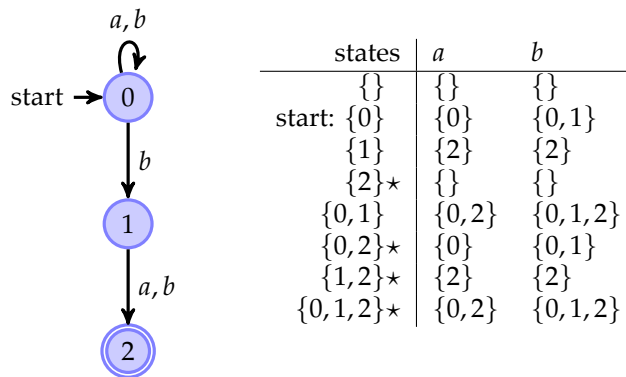 a, b
start
0
b
1
a, b
2
states a b
{} {} {}
start: {0} {0} {0, 1}
{1} {2} {2}
{2}⋆ {} {}
{0, 1} {0, 2} {0, 1, 2}
{0, 2}⋆ {0} {0, 1}
{1, 2}⋆ {2} {2}
{0, 1, 2}⋆ {0, 2} {0, 1, 2}